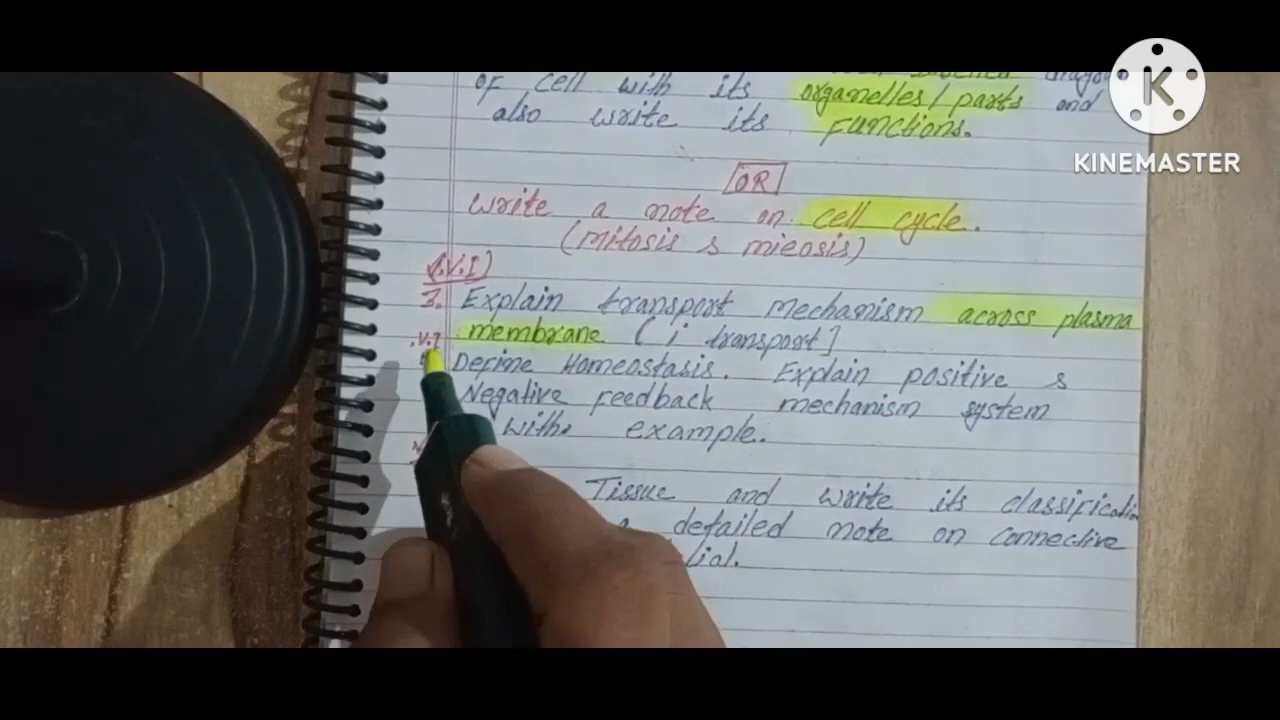 of cell with its organelles/parts and
also write its functions.
OR
Write a note on cell cycle.
(mitosis & mieosis)
(.V.I)
3. Explain transport mechanism across plasma
membrane ( i transport]
.V.I
Define Homeostasis. Explain positive &
Negative feedback mechanism system
with example.
Tissue and write its classification
a detailed note on connective
K
KINEMASTER